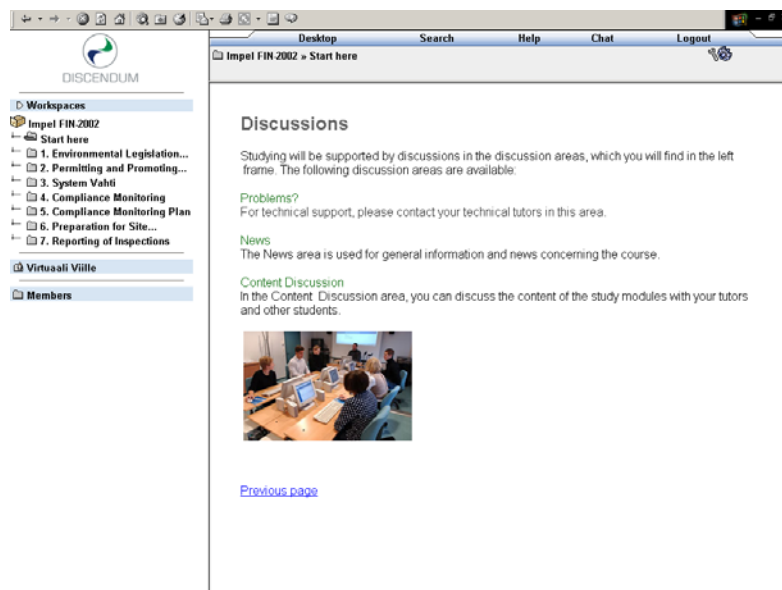 Desktop Search Help Chat Logout
Impel FIN-2002 » Start here
DISCENDUM
Workspaces
Impel FIN-2002
Start here
1. Environmental Legislation...
2. Permitting and Promoting...
3. System Vahti
4. Compliance Monitoring
5. Compliance Monitoring Plan
6. Preparation for Site...
7. Reporting of Inspections
Virtuaali Viille
Members
Discussions
Studying will be supported by discussions in the discussion areas, which you will find in the left
frame. The following discussion areas are available:
Problems?
For technical support, please contact your technical tutors in this area.
News
The News area is used for general information and news concerning the course.
Content Discussion
In the Content Discussion area, you can discuss the content of the study modules with your tutors
and other students.
Previous page